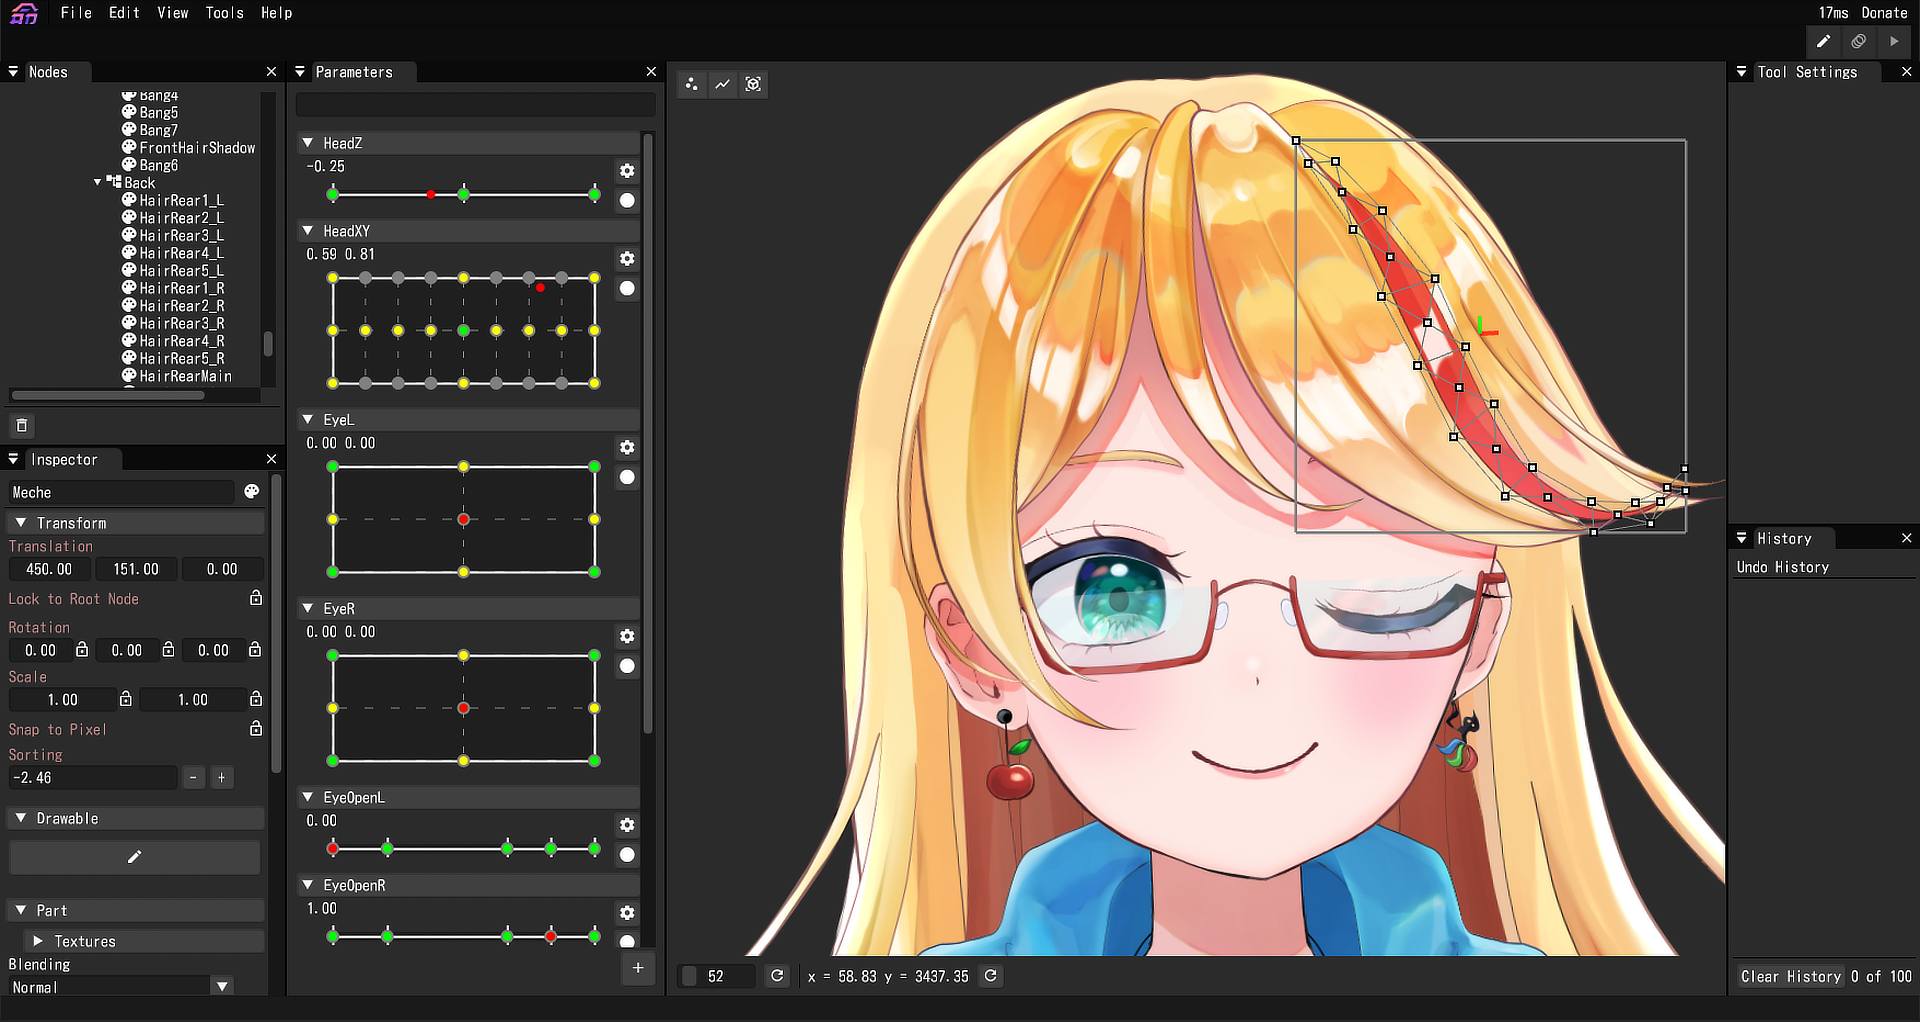 File Edit View Tools Help
17ms Donate
Nodes
Bang4
Bang5
Bang7
FrontHairShadow
Bang6
Back
HairRear1_L
HairRear2_L
HairRear3_L
HairRear4_L
HairRear5_L
HairRear1_R
HairRear2_R
HairRear3_R
HairRear4_R
HairRear5_R
HairRearMain
Inspector
Meche
Transform
Translation
450.00 151.00 0.00
Lock to Root Node
Rotation
0.00 0.00 0.00
Scale
1.00 1.00
Snap to Pixel
Sorting
-2.46 - +
Drawable
Part
Textures
Blending
Normal
Parameters
HeadZ
-0.25
HeadXY
0.59 0.81
EyeL
0.00 0.00
EyeR
0.00 0.00
EyeOpenL
0.00
EyeOpenR
1.00
+
52 x = 58.83 y = 3437.35
Tool Settings
History
Undo History
Clear History 0 of 100